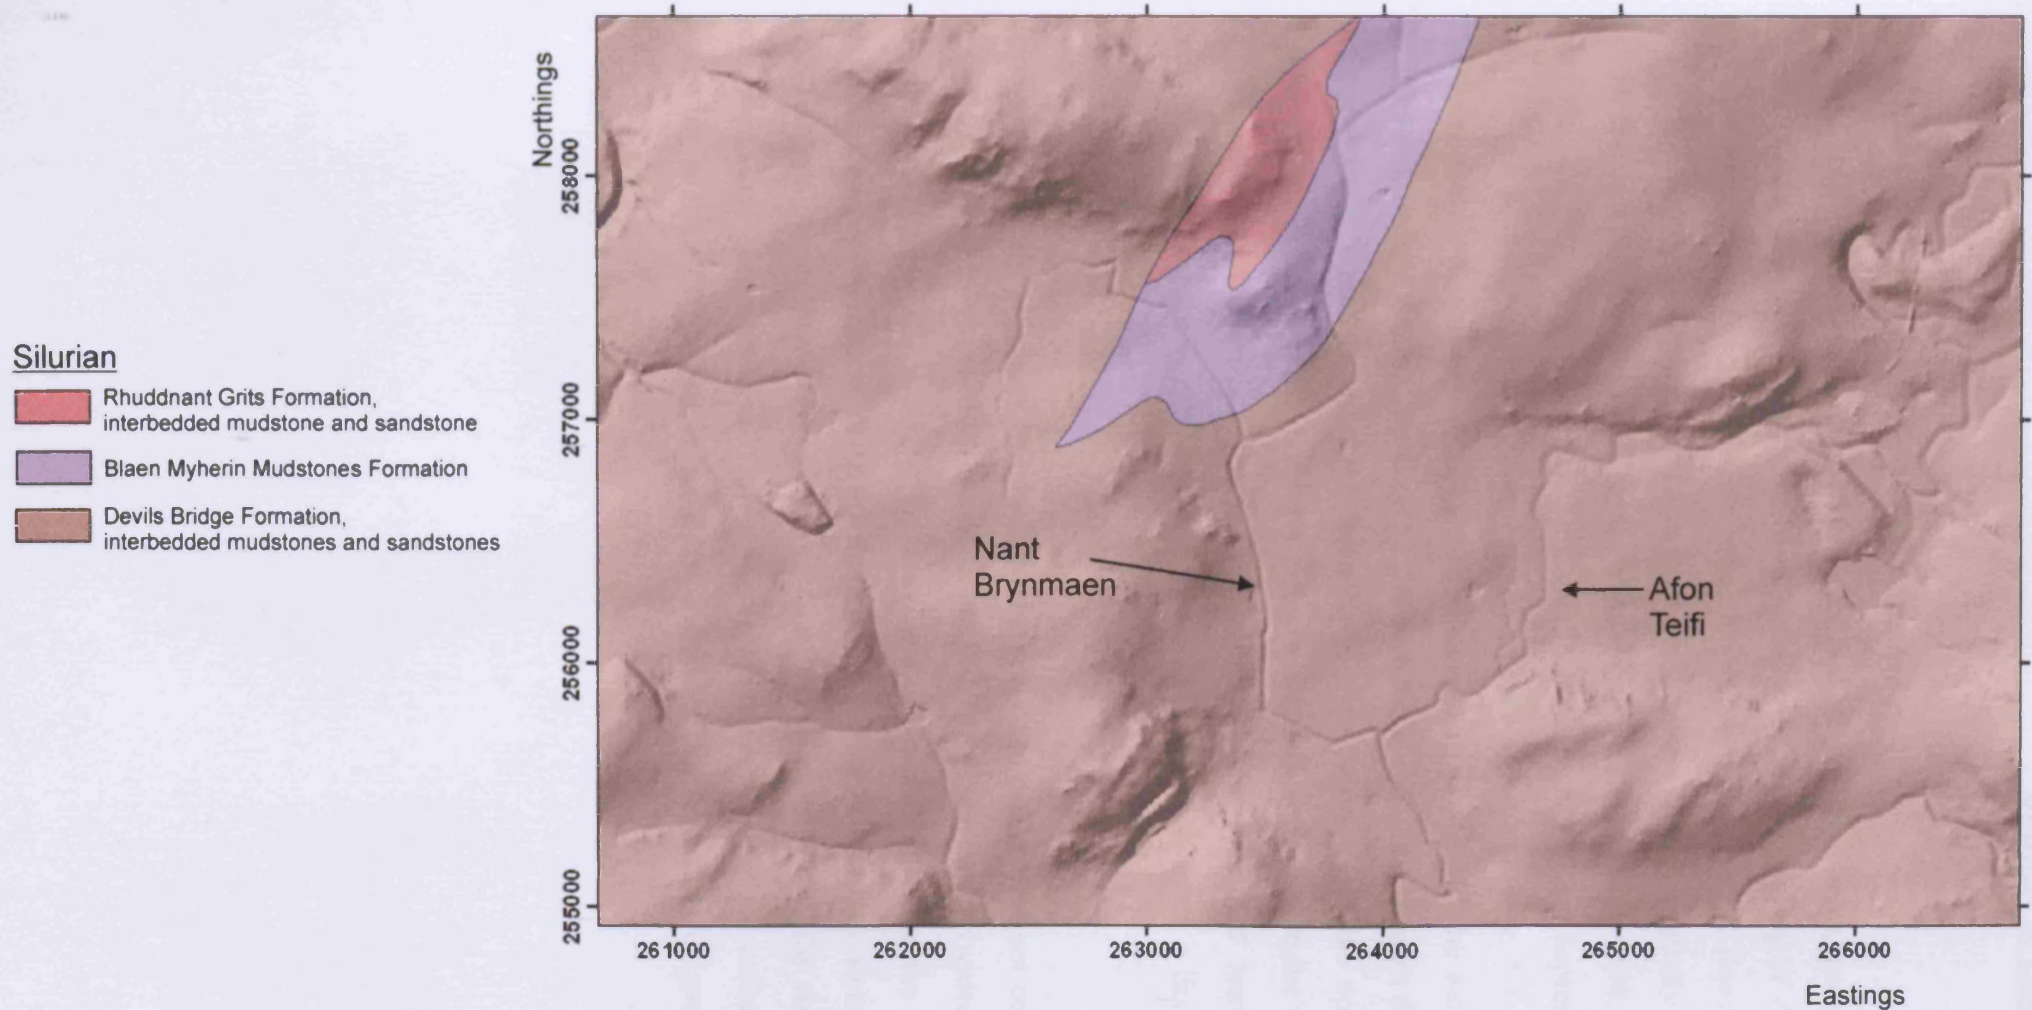 Northings
258000
257000
256000
255000
Silurian
Rhuddnant Grits Formation,
interbedded mudstone and sandstone
Blaen Myherin Mudstones Formation
Devils Bridge Formation,
interbedded mudstones and sandstones
Nant
Brynmaen
Afon
Teifi
261000 262000 263000 264000 265000 266000
Eastings